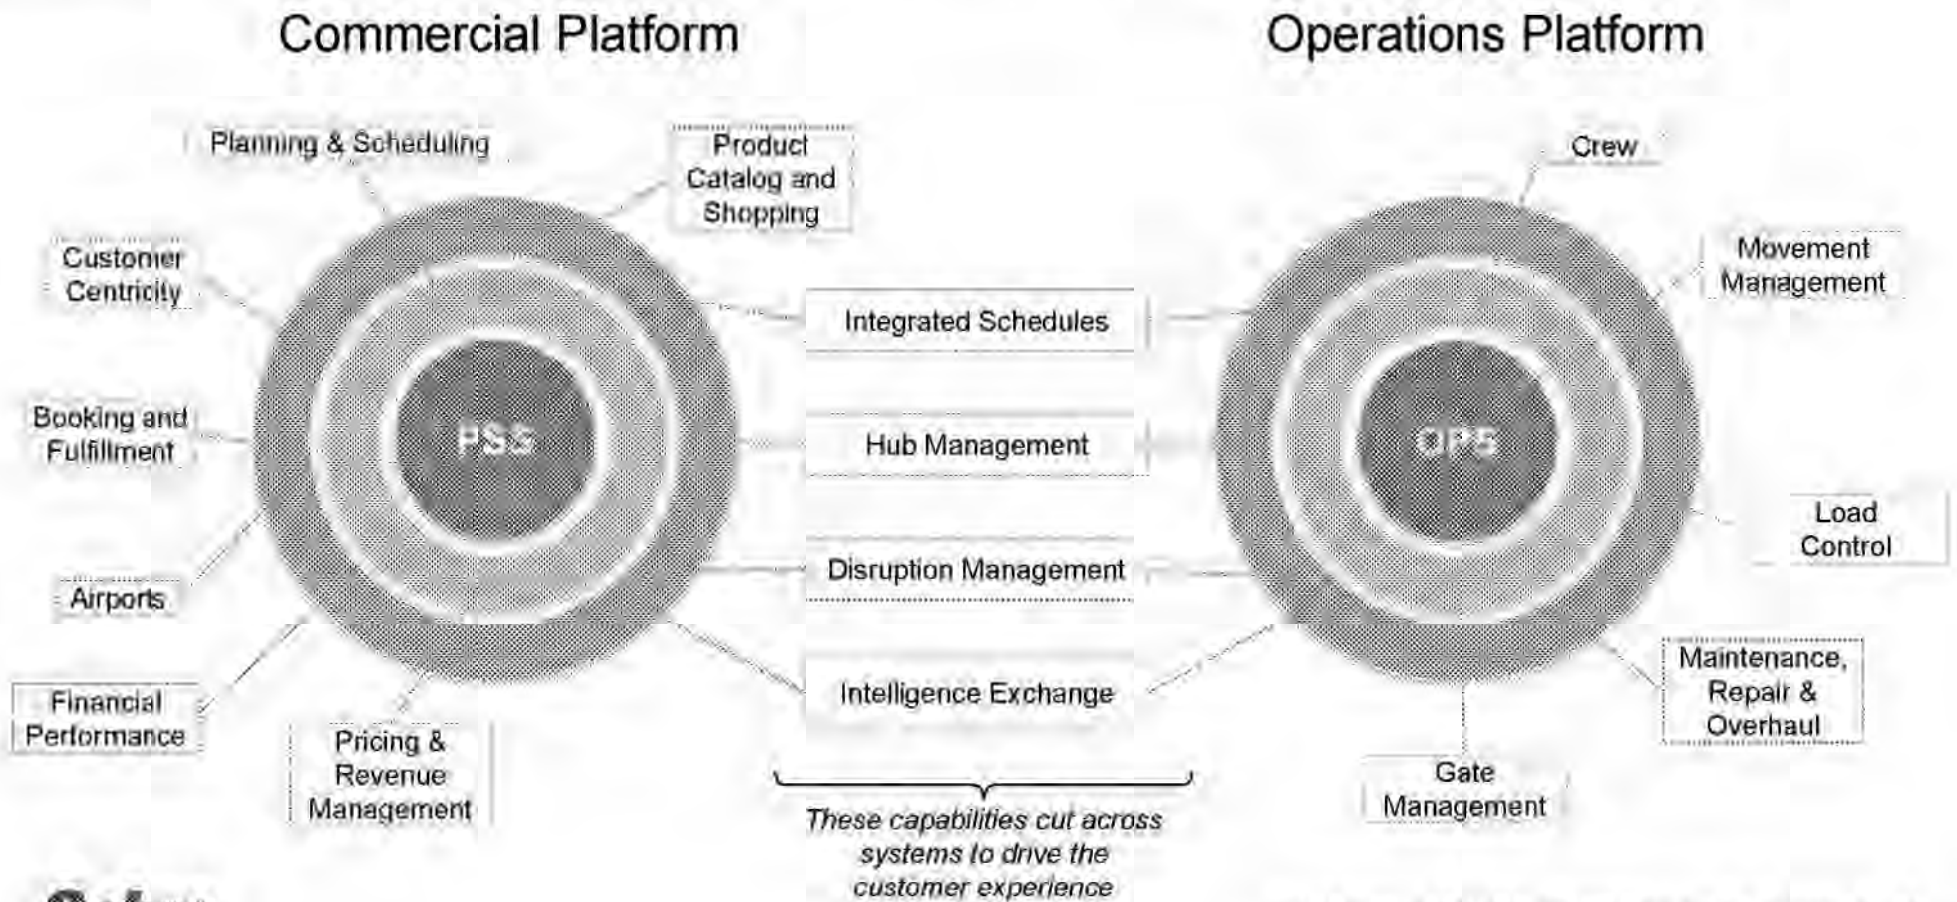 Commercial Platform
Operations Platform
Planning & Scheduling
Product
Catalog and
Shopping
Crew
Customer
Centricity
Movement
Management
Integrated Schedules
Booking and
Fulfillment
PSS
Hub Management
OPS
Load
Control
Disruption Management
Airports
Maintenance,
Repair &
Overhaul
Intelligence Exchange
Financial
Performance
Pricing &
Revenue
Management
Gate
Management
These capabilities cut across
systems to drive the
customer experience